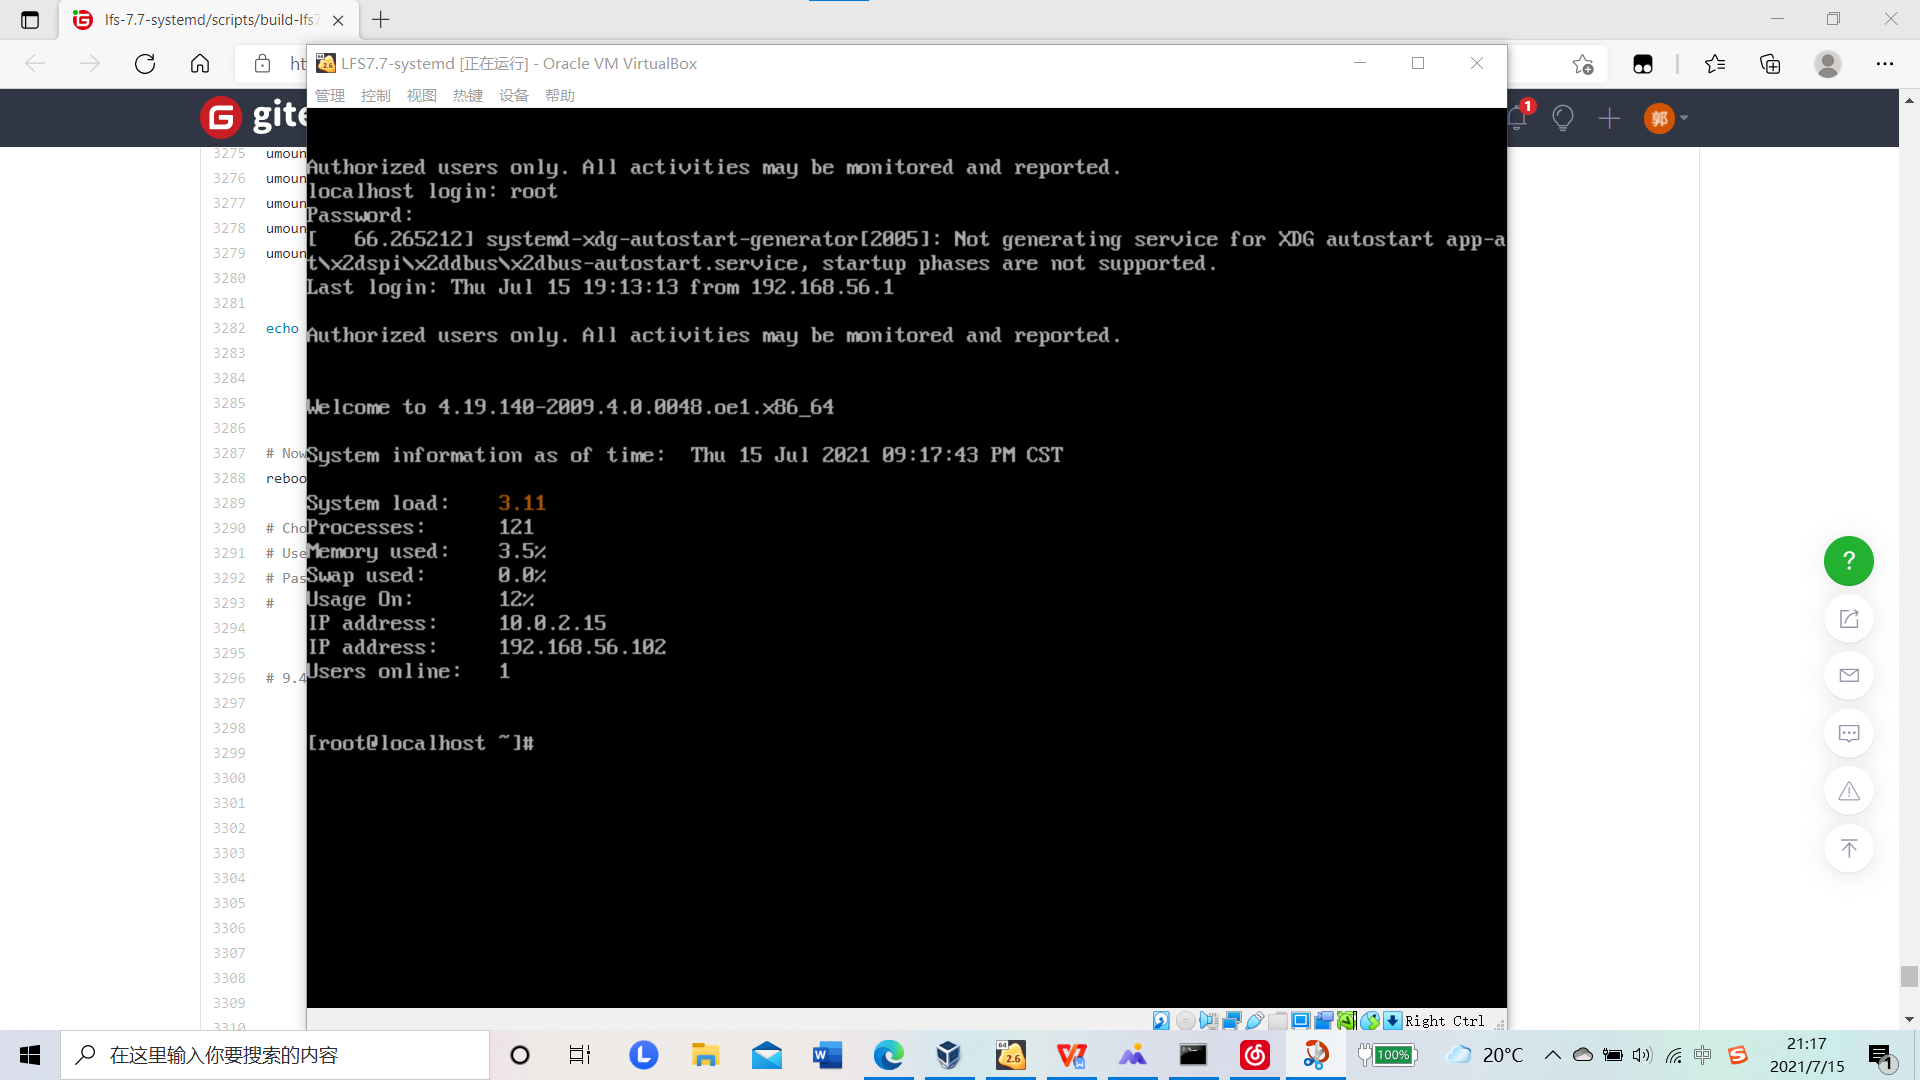 lfs-7.7-systemd/scripts/build-lfs7
LFS7.7-systemd [正在运行] - Oracle VM VirtualBox
管理 控制 视图 热键 设备 帮助
gite
1
郭
Authorized users only. All activities may be monitored and reported.
localhost login: root
Password:
[   66.265212] systemd-xdg-autostart-generator[2005]: Not generating service for XDG autostart app-a
t\x2dspi\x2ddbus\x2dbus-autostart.service, startup phases are not supported.
Last login: Thu Jul 15 19:13:13 from 192.168.56.1
Authorized users only. All activities may be monitored and reported.
Welcome to 4.19.140-2009.4.0.0048.oe1.x86_64
System information as of time:  Thu 15 Jul 2021 09:17:43 PM CST
System load:    3.11
Processes:      121
Memory used:    3.5%
Swap used:      0.0%
Usage On:       12%
IP address:     10.0.2.15
IP address:     192.168.56.102
Users online:   1
[root@localhost ~]#
3275 umoun
3276 umoun
3277 umoun
3278 umoun
3279 umoun
3280
3281
3282 echo
3283
3284
3285
3286
3287 # Now
3288 reboo
3289
3290 # Cho
3291 # Use
3292 # Pas
3293 #
3294
3295
3296 # 9.4
3297
3298
3299
3300
3301
3302
3303
3304
3305
3306
3307
3308
3309
3310
?
Right Ctrl
在这里输入你要搜索的内容
100%
20°C
中
21:17
2021/7/15
1